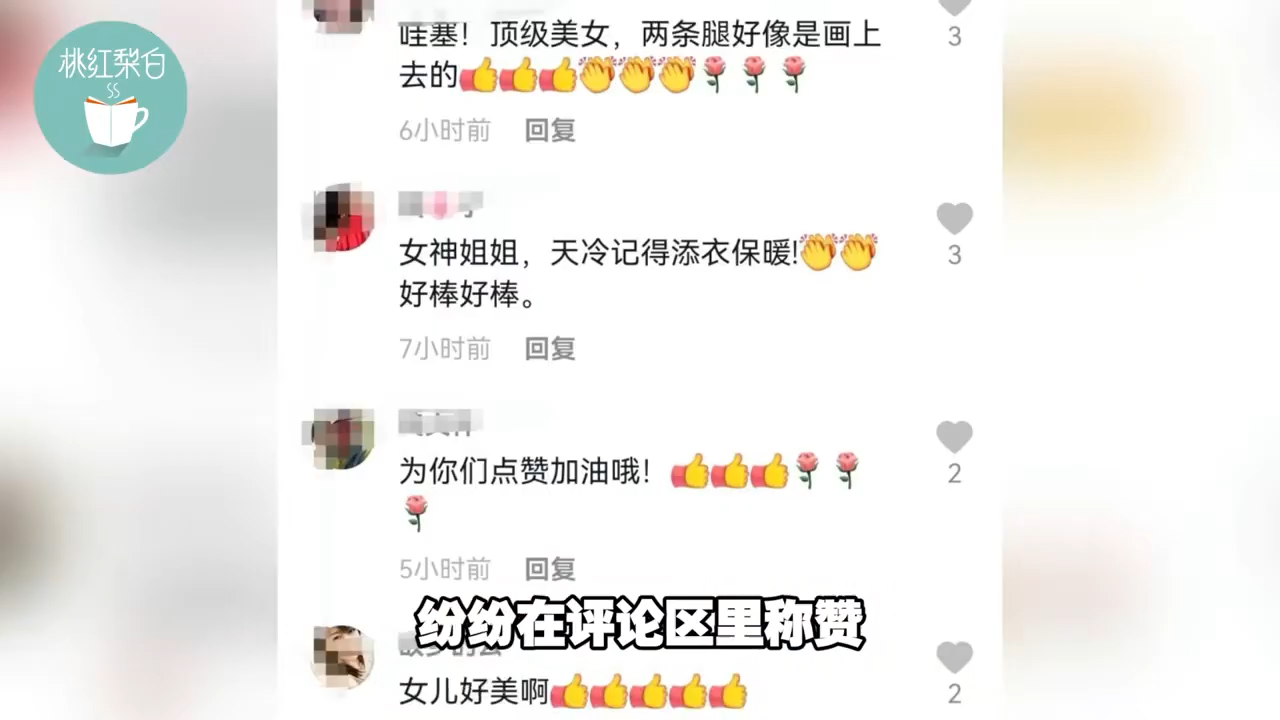 桃红梨白
哇塞！顶级美女，两条腿好像是画上
去的👍👍👍👏👏👏🌹🌹🌹
3
6小时前 回复
女神姐姐，天冷记得添衣保暖!👏👏
好棒好棒。
3
7小时前 回复
为你们点赞加油哦！👍👍👍🌹🌹
🌹
2
5小时前 回复
纷纷在评论区里称赞
女儿好美啊👍👍👍👍👍
2